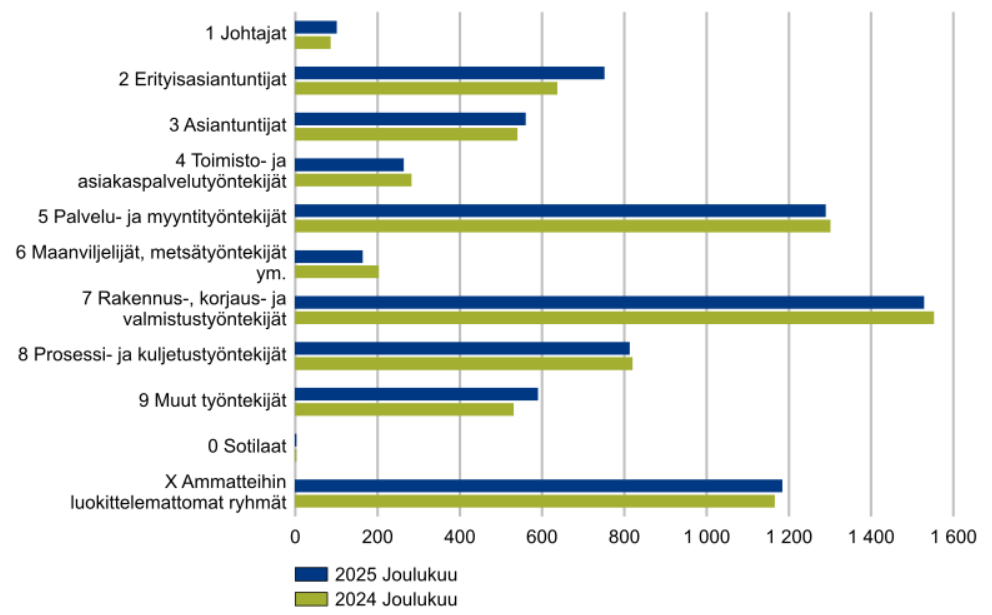 1 Johtajat
2 Erityisasiantuntijat
3 Asiantuntijat
4 Toimisto- ja
asiakaspalvelutyöntekijät
5 Palvelu- ja myyntityöntekijät
6 Maanviljelijät, metsätyöntekijät
ym.
7 Rakennus-, korjaus- ja
valmistustyöntekijät
8 Prosessi- ja kuljetustyöntekijät
9 Muut työntekijät
0 Sotilaat
X Ammatteihin
luokittelemattomat ryhmät
0 200 400 600 800 1 000 1 200 1 400 1 600
2025 Joulukuu
2024 Joulukuu